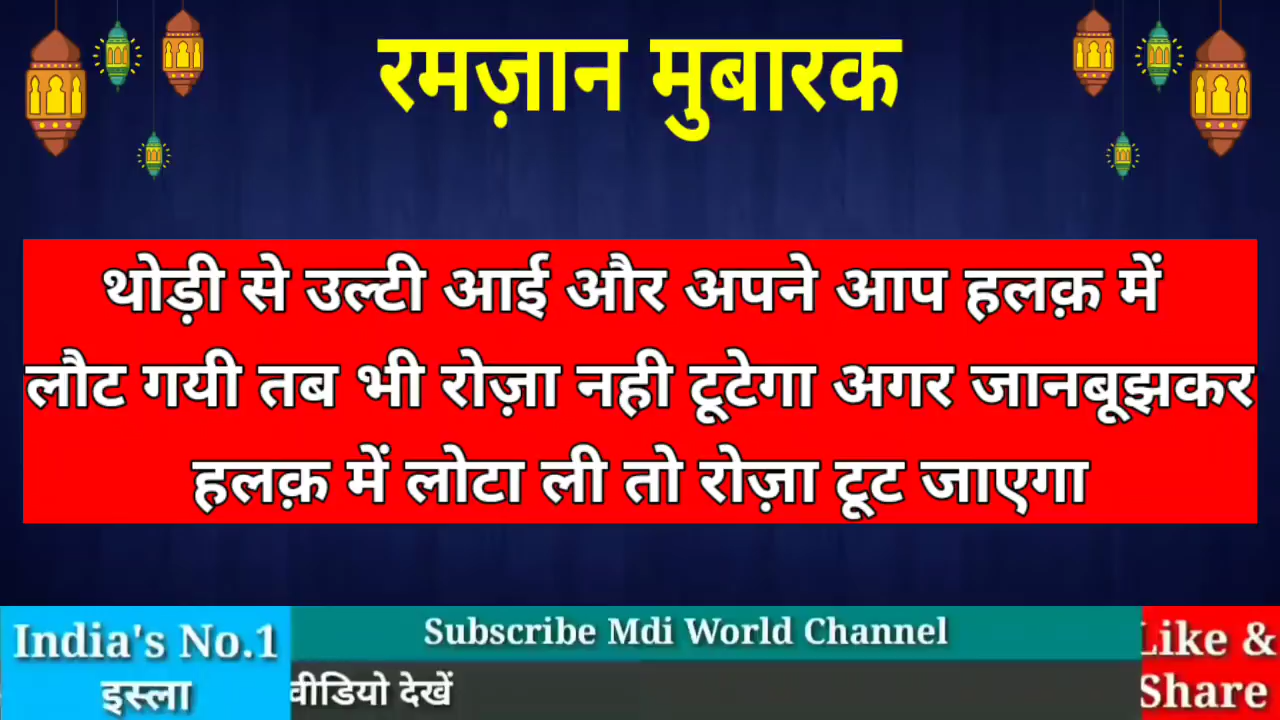 रमज़ान मुबारक
थोड़ी से उल्टी आई और अपने आप हलक़ में
लौट गयी तब भी रोज़ा नही टूटेगा अगर जानबूझकर
हलक़ में लोटा ली तो रोज़ा टूट जाएगा
India's No.1
इस्ला
Subscribe Mdi World Channel
वीडियो देखें
Like &
Share